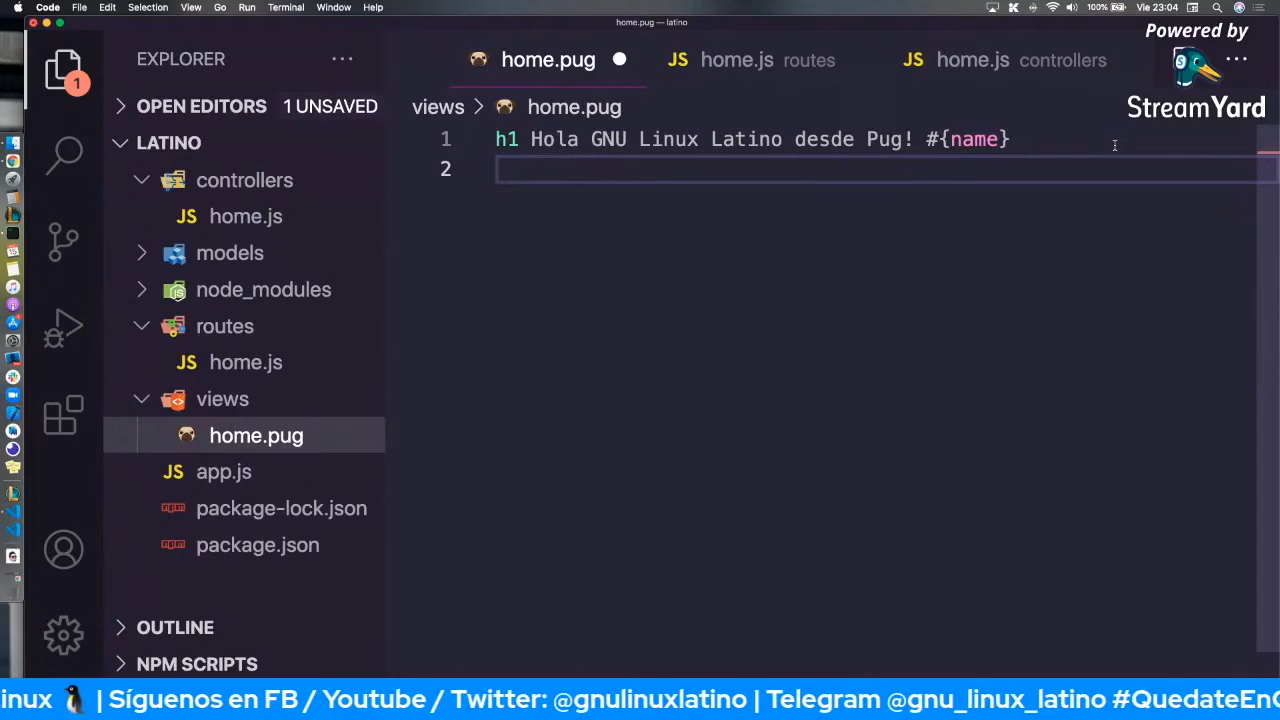 Code File Edit Selection View Go Run Terminal Window Help 100% Vie 23:04
home.pug — latino
Powered by
StreamYard
EXPLORER
home.pug
JS home.js routes
JS home.js controllers
1
OPEN EDITORS 1 UNSAVED
views > home.pug
LATINO
1 h1 Hola GNU Linux Latino desde Pug! #{name}
2
controllers
JS home.js
models
node_modules
routes
JS home.js
views
home.pug
JS app.js
package-lock.json
package.json
OUTLINE
NPM SCRIPTS
inux 🐧 | Síguenos en FB / Youtube / Twitter: @gnulinuxlatino | Telegram @gnu_linux_latino #QuedateEnC